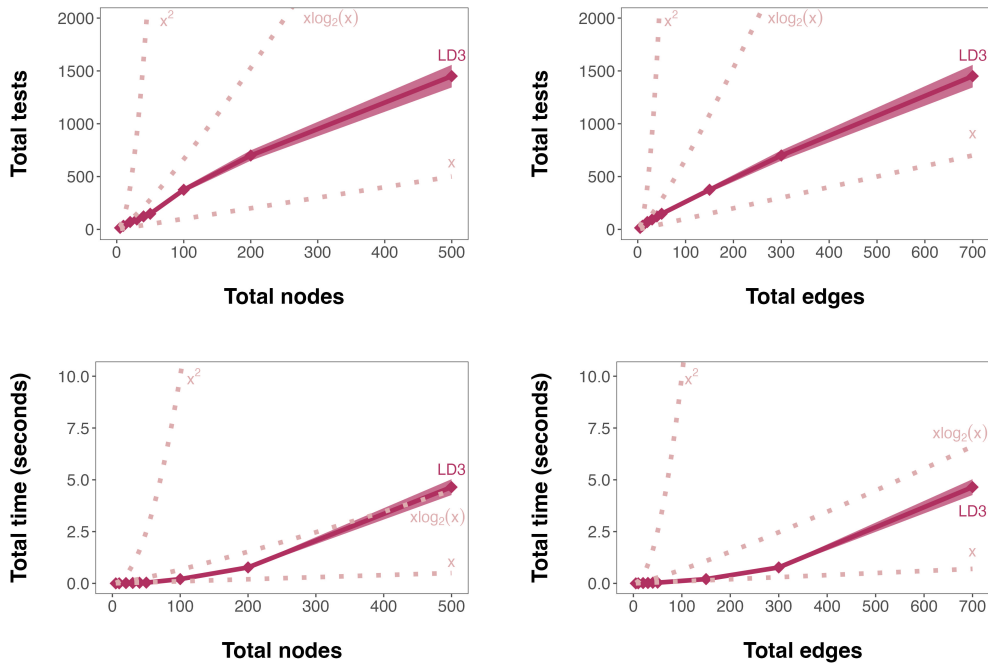 Total tests
2000
1500
1000
500
0
x²
xlog₂(x)
LD3
x
0 100 200 300 400 500
Total nodes
Total tests
2000
1500
1000
500
0
x²
xlog₂(x)
LD3
x
0 100 200 300 400 500 600 700
Total edges
Total time (seconds)
10.0
7.5
5.0
2.5
0.0
x²
LD3
xlog₂(x)
x
0 100 200 300 400 500
Total nodes
Total time (seconds)
10.0
7.5
5.0
2.5
0.0
x²
xlog₂(x)
LD3
x
0 100 200 300 400 500 600 700
Total edges